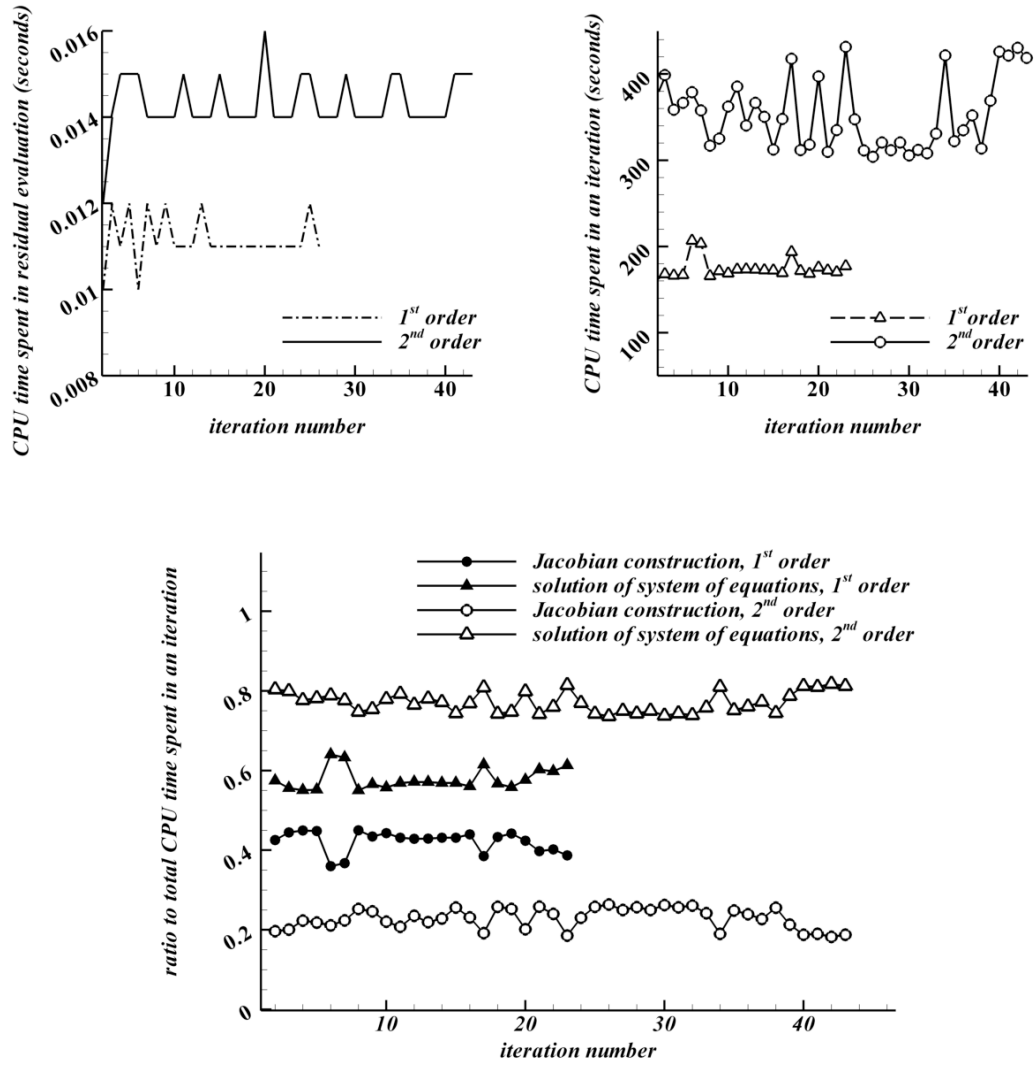 CPU time spent in residual evaluation (seconds)
0.016
0.014
0.012
0.01
0.008
10
20
30
40
iteration number
1st order
2nd order
CPU time spent in an iteration (seconds)
400
300
200
100
10
20
30
40
iteration number
1st order
2nd order
Jacobian construction, 1st order
solution of system of equations, 1st order
Jacobian construction, 2nd order
solution of system of equations, 2nd order
ratio to total CPU time spent in an iteration
1
0.8
0.6
0.4
0.2
0
10
20
30
40
iteration number